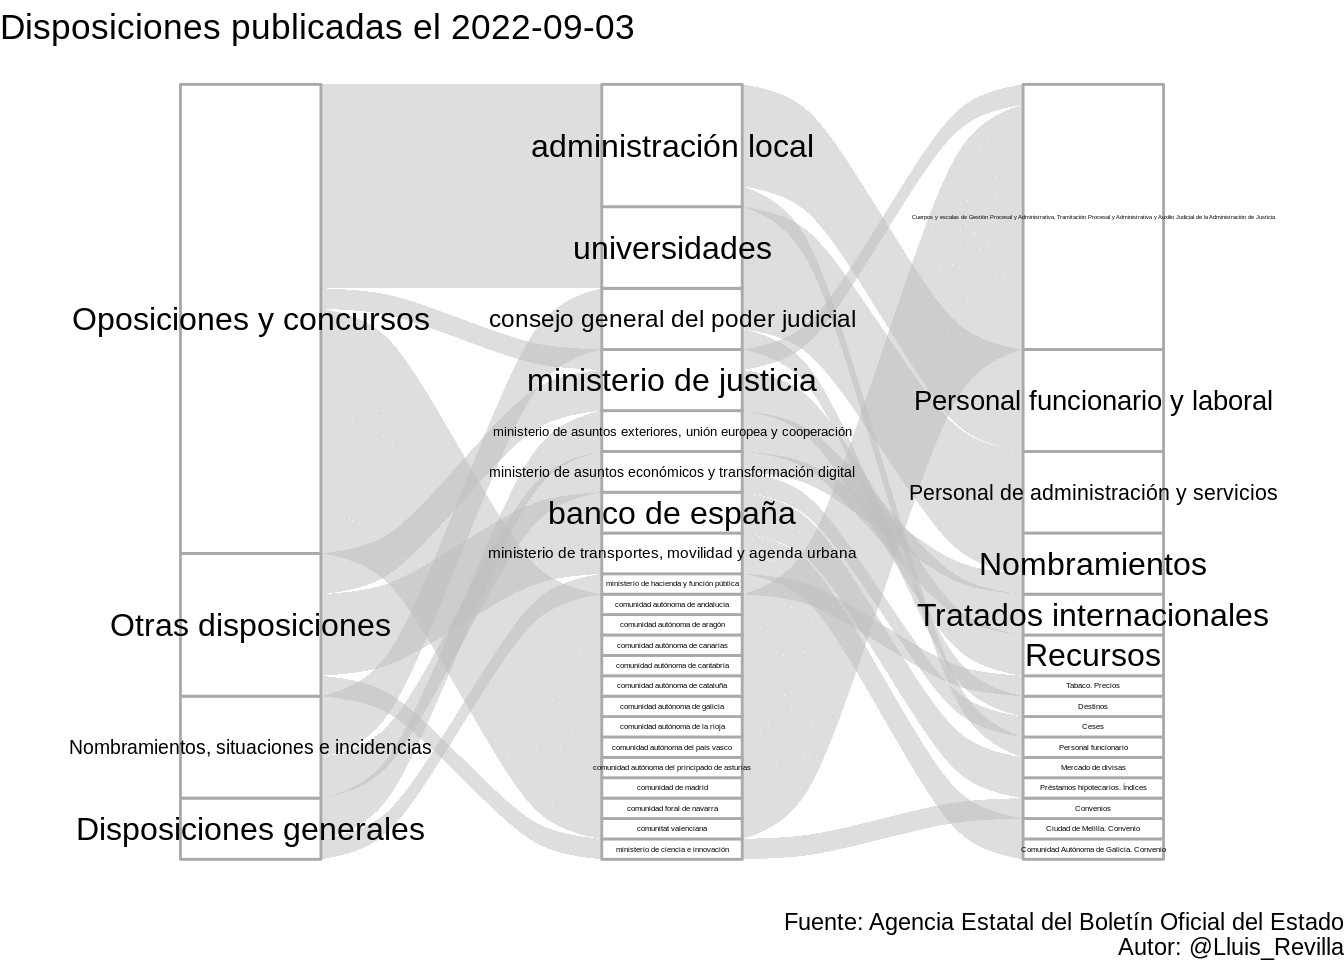 Disposiciones publicadas el 2022-09-03
Oposiciones y concursos
Otras disposiciones
Nombramientos, situaciones e incidencias
Disposiciones generales
administración local
universidades
consejo general del poder judicial
ministerio de justicia
ministerio de asuntos exteriores, unión europea y cooperación
ministerio de asuntos económicos y transformación digital
banco de españa
ministerio de transportes, movilidad y agenda urbana
ministerio de hacienda y función pública
comunidad autónoma de andalucía
comunidad autónoma de aragón
comunidad autónoma de canarias
comunidad autónoma de cantabria
comunidad autónoma de cataluña
comunidad autónoma de galicia
comunidad autónoma de la rioja
comunidad autónoma del país vasco
comunidad autónoma del principado de asturias
comunidad de madrid
comunidad foral de navarra
comunitat valenciana
ministerio de ciencia e innovación
Cuerpos y escalas de Gestión Procesal y Administrativa, Tramitación Procesal y Administrativa y Auxilio Judicial de la Administración de Justicia
Personal funcionario y laboral
Personal de administración y servicios
Nombramientos
Tratados internacionales
Recursos
Tabaco. Precios
Destinos
Ceses
Personal funcionario
Mercado de divisas
Préstamos hipotecarios. Índices
Convenios
Ciudad de Melilla. Convenio
Comunidad Autónoma de Galicia. Convenio
Fuente: Agencia Estatal del Boletín Oficial del Estado
Autor: @Lluis_Revilla